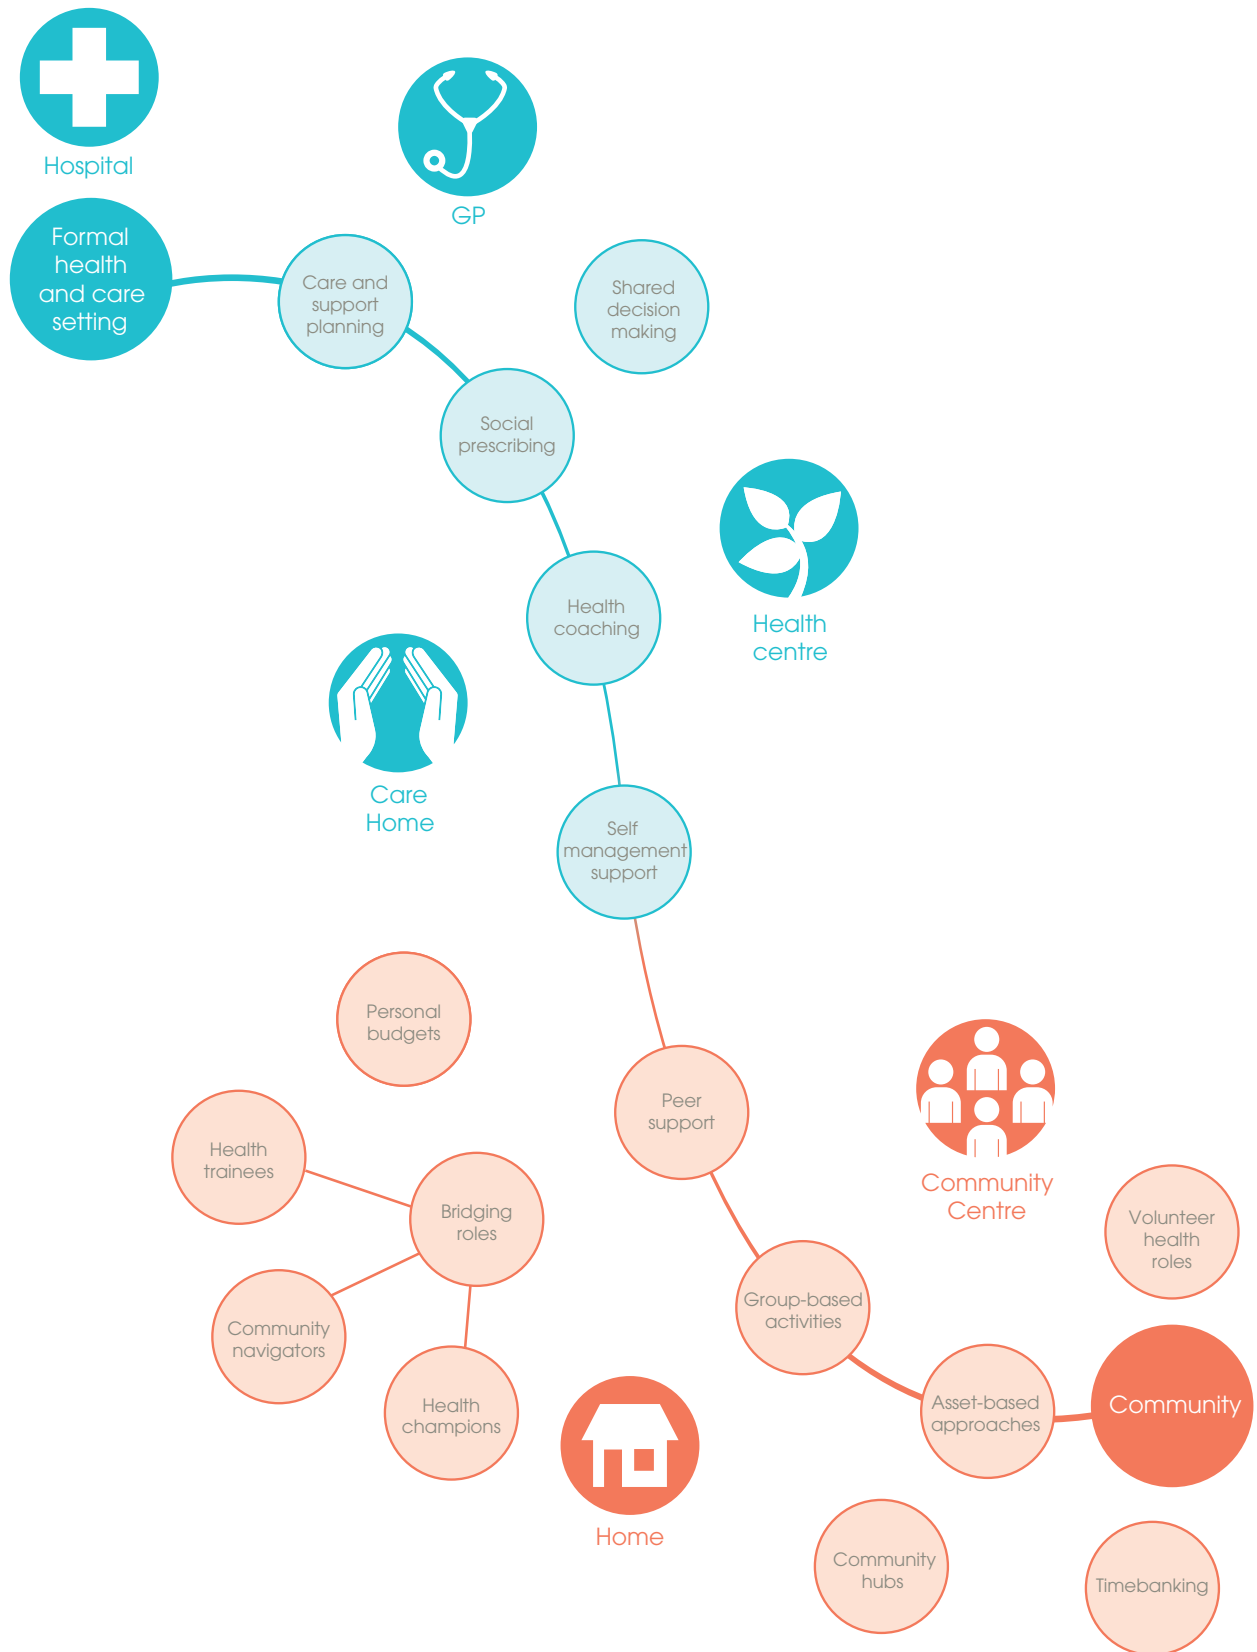 Hospital
GP
Formal
health
and care
setting
Care and
support
planning
Shared
decision
making
Social
prescribing
Health
centre
Health
coaching
Care
Home
Self
management
support
Personal
budgets
Peer
support
Health
trainees
Bridging
roles
Community
Centre
Volunteer
health
roles
Community
navigators
Group-based
activities
Health
champions
Asset-based
approaches
Community
Home
Community
hubs
Timebanking